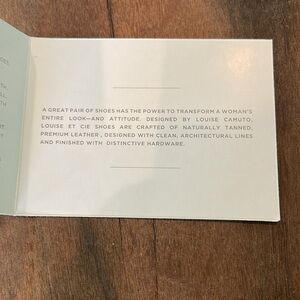 A GREAT PAIR OF SHOES HAS THE POWER TO TRANSFORM A WOMAN'S
ENTIRE LOOK—AND ATTITUDE. DESIGNED BY LOUISE CAMUTO,
LOUISE ET CIE SHOES ARE CRAFTED OF NATURALLY TANNED,
PREMIUM LEATHER, DESIGNED WITH CLEAN, ARCHITECTURAL LINES
AND FINISHED WITH DISTINCTIVE HARDWARE.